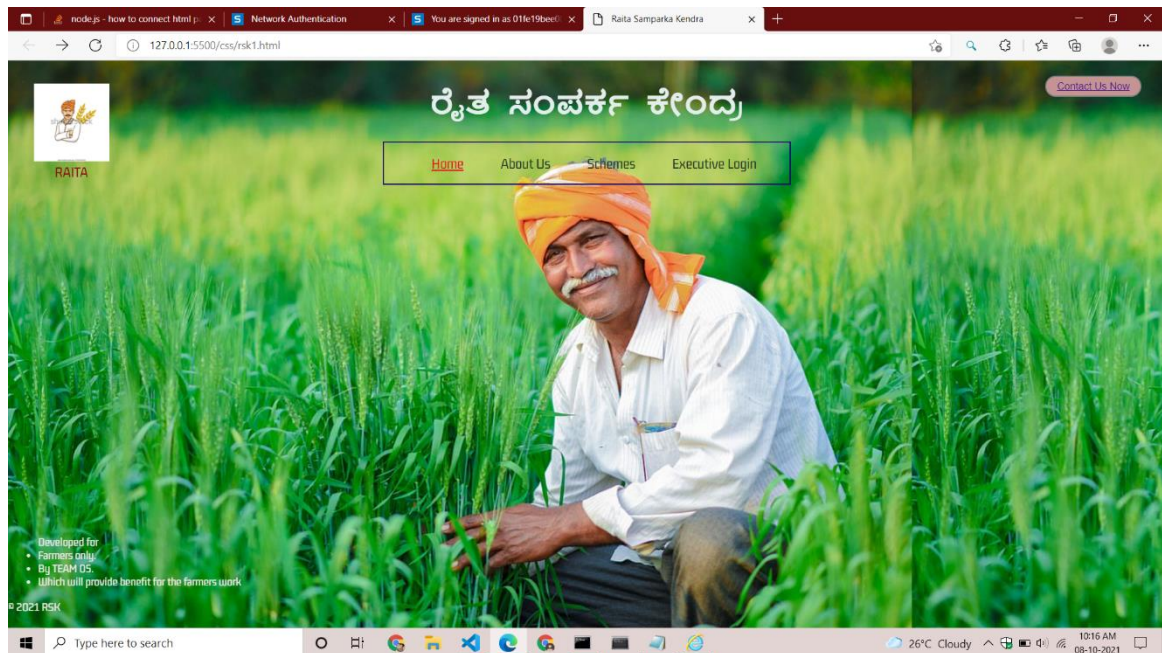 node.js - how to connect html p
Network Authentication
You are signed in as 01fe19bee0
Raita Samparka Kendra
127.0.0.1:5500/css/rsk1.html
Contact Us Now
ರೈತ ಸಂಪರ್ಕ ಕೇಂದ್ರ
RAITA
Home About Us Schemes Executive Login
Developed for
• Farmers only.
• By TEAM 05.
• Which will provide benefit for the farmers work
© 2021 RSK
Type here to search
26°C Cloudy
10:16 AM
08-10-2021